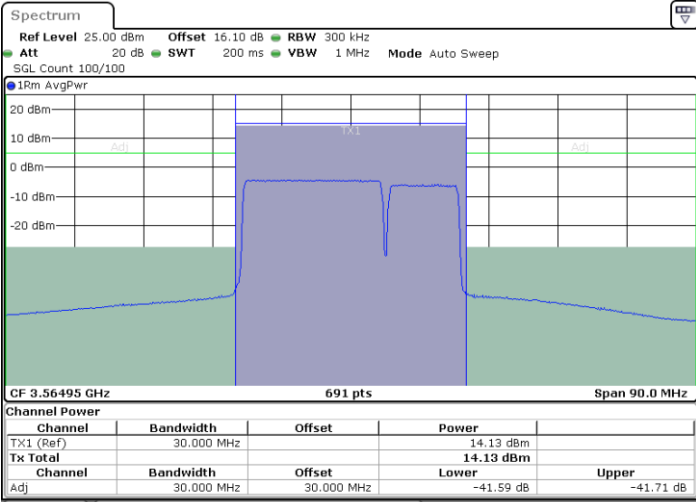 Spectrum
Ref Level 25.00 dBm Offset 16.10 dB RBW 300 kHz
Att 20 dB SWT 200 ms VBW 1 MHz Mode Auto Sweep
SGL Count 100/100
1Rm AvgPwr
20 dBm
TX1
10 dBm
Adj Adj
0 dBm
-10 dBm
-20 dBm
CF 3.56495 GHz 691 pts Span 90.0 MHz
Channel Power
Channel Bandwidth Offset Power
TX1 (Ref) 30.000 MHz 14.13 dBm
Tx Total 14.13 dBm
Channel Bandwidth Offset Lower Upper
Adj 30.000 MHz 30.000 MHz -41.59 dB -41.71 dB